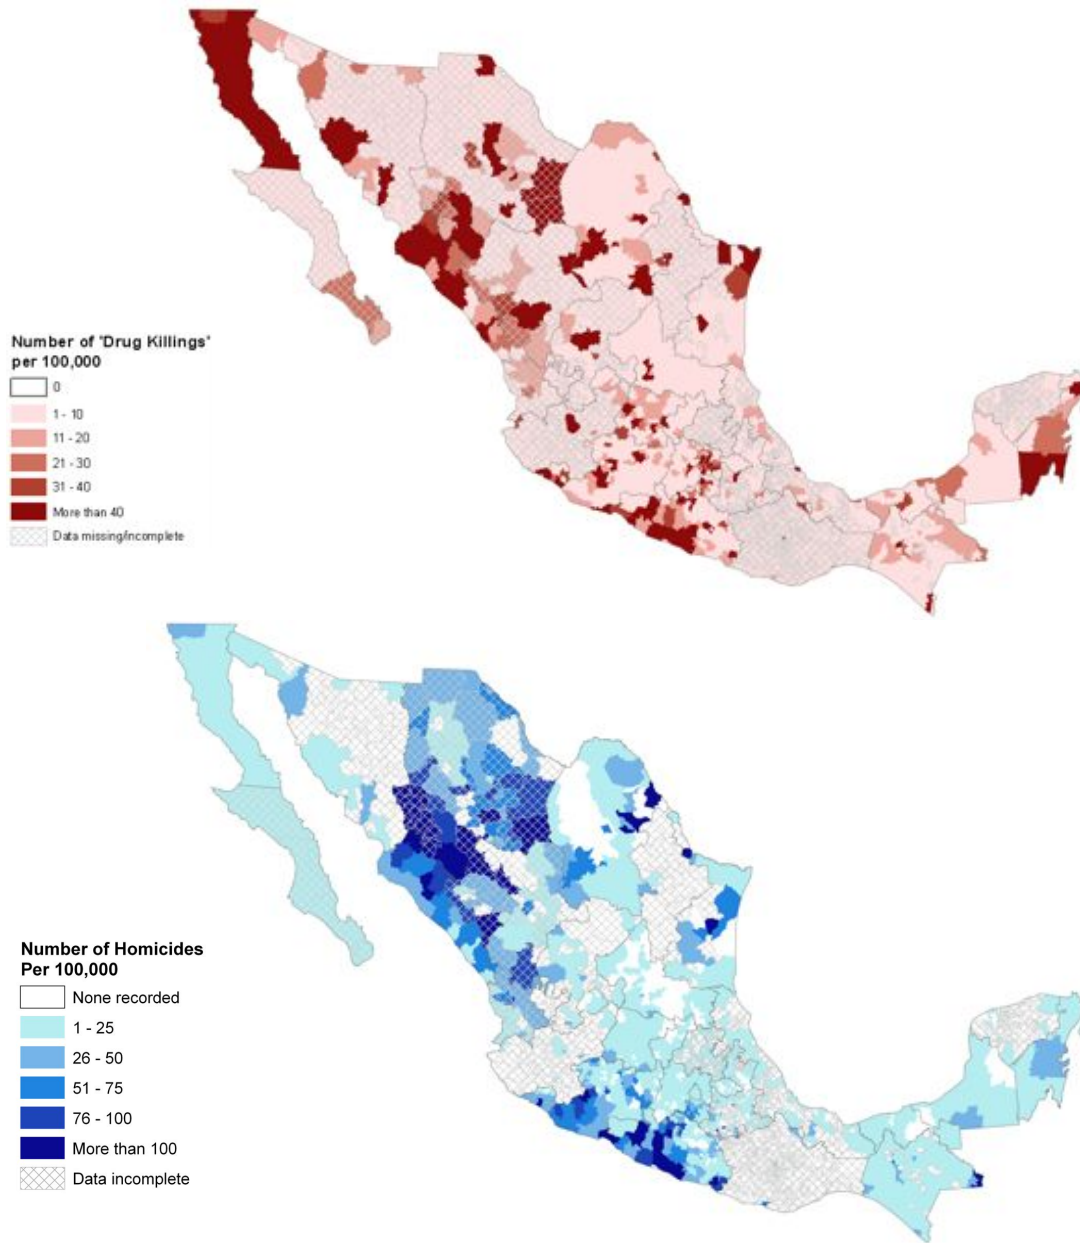 Number of 'Drug Killings'
per 100,000
0
1 - 10
11 - 20
21 - 30
31 - 40
More than 40
Data missing/incomplete
Number of Homicides
Per 100,000
None recorded
1 - 25
26 - 50
51 - 75
76 - 100
More than 100
Data incomplete